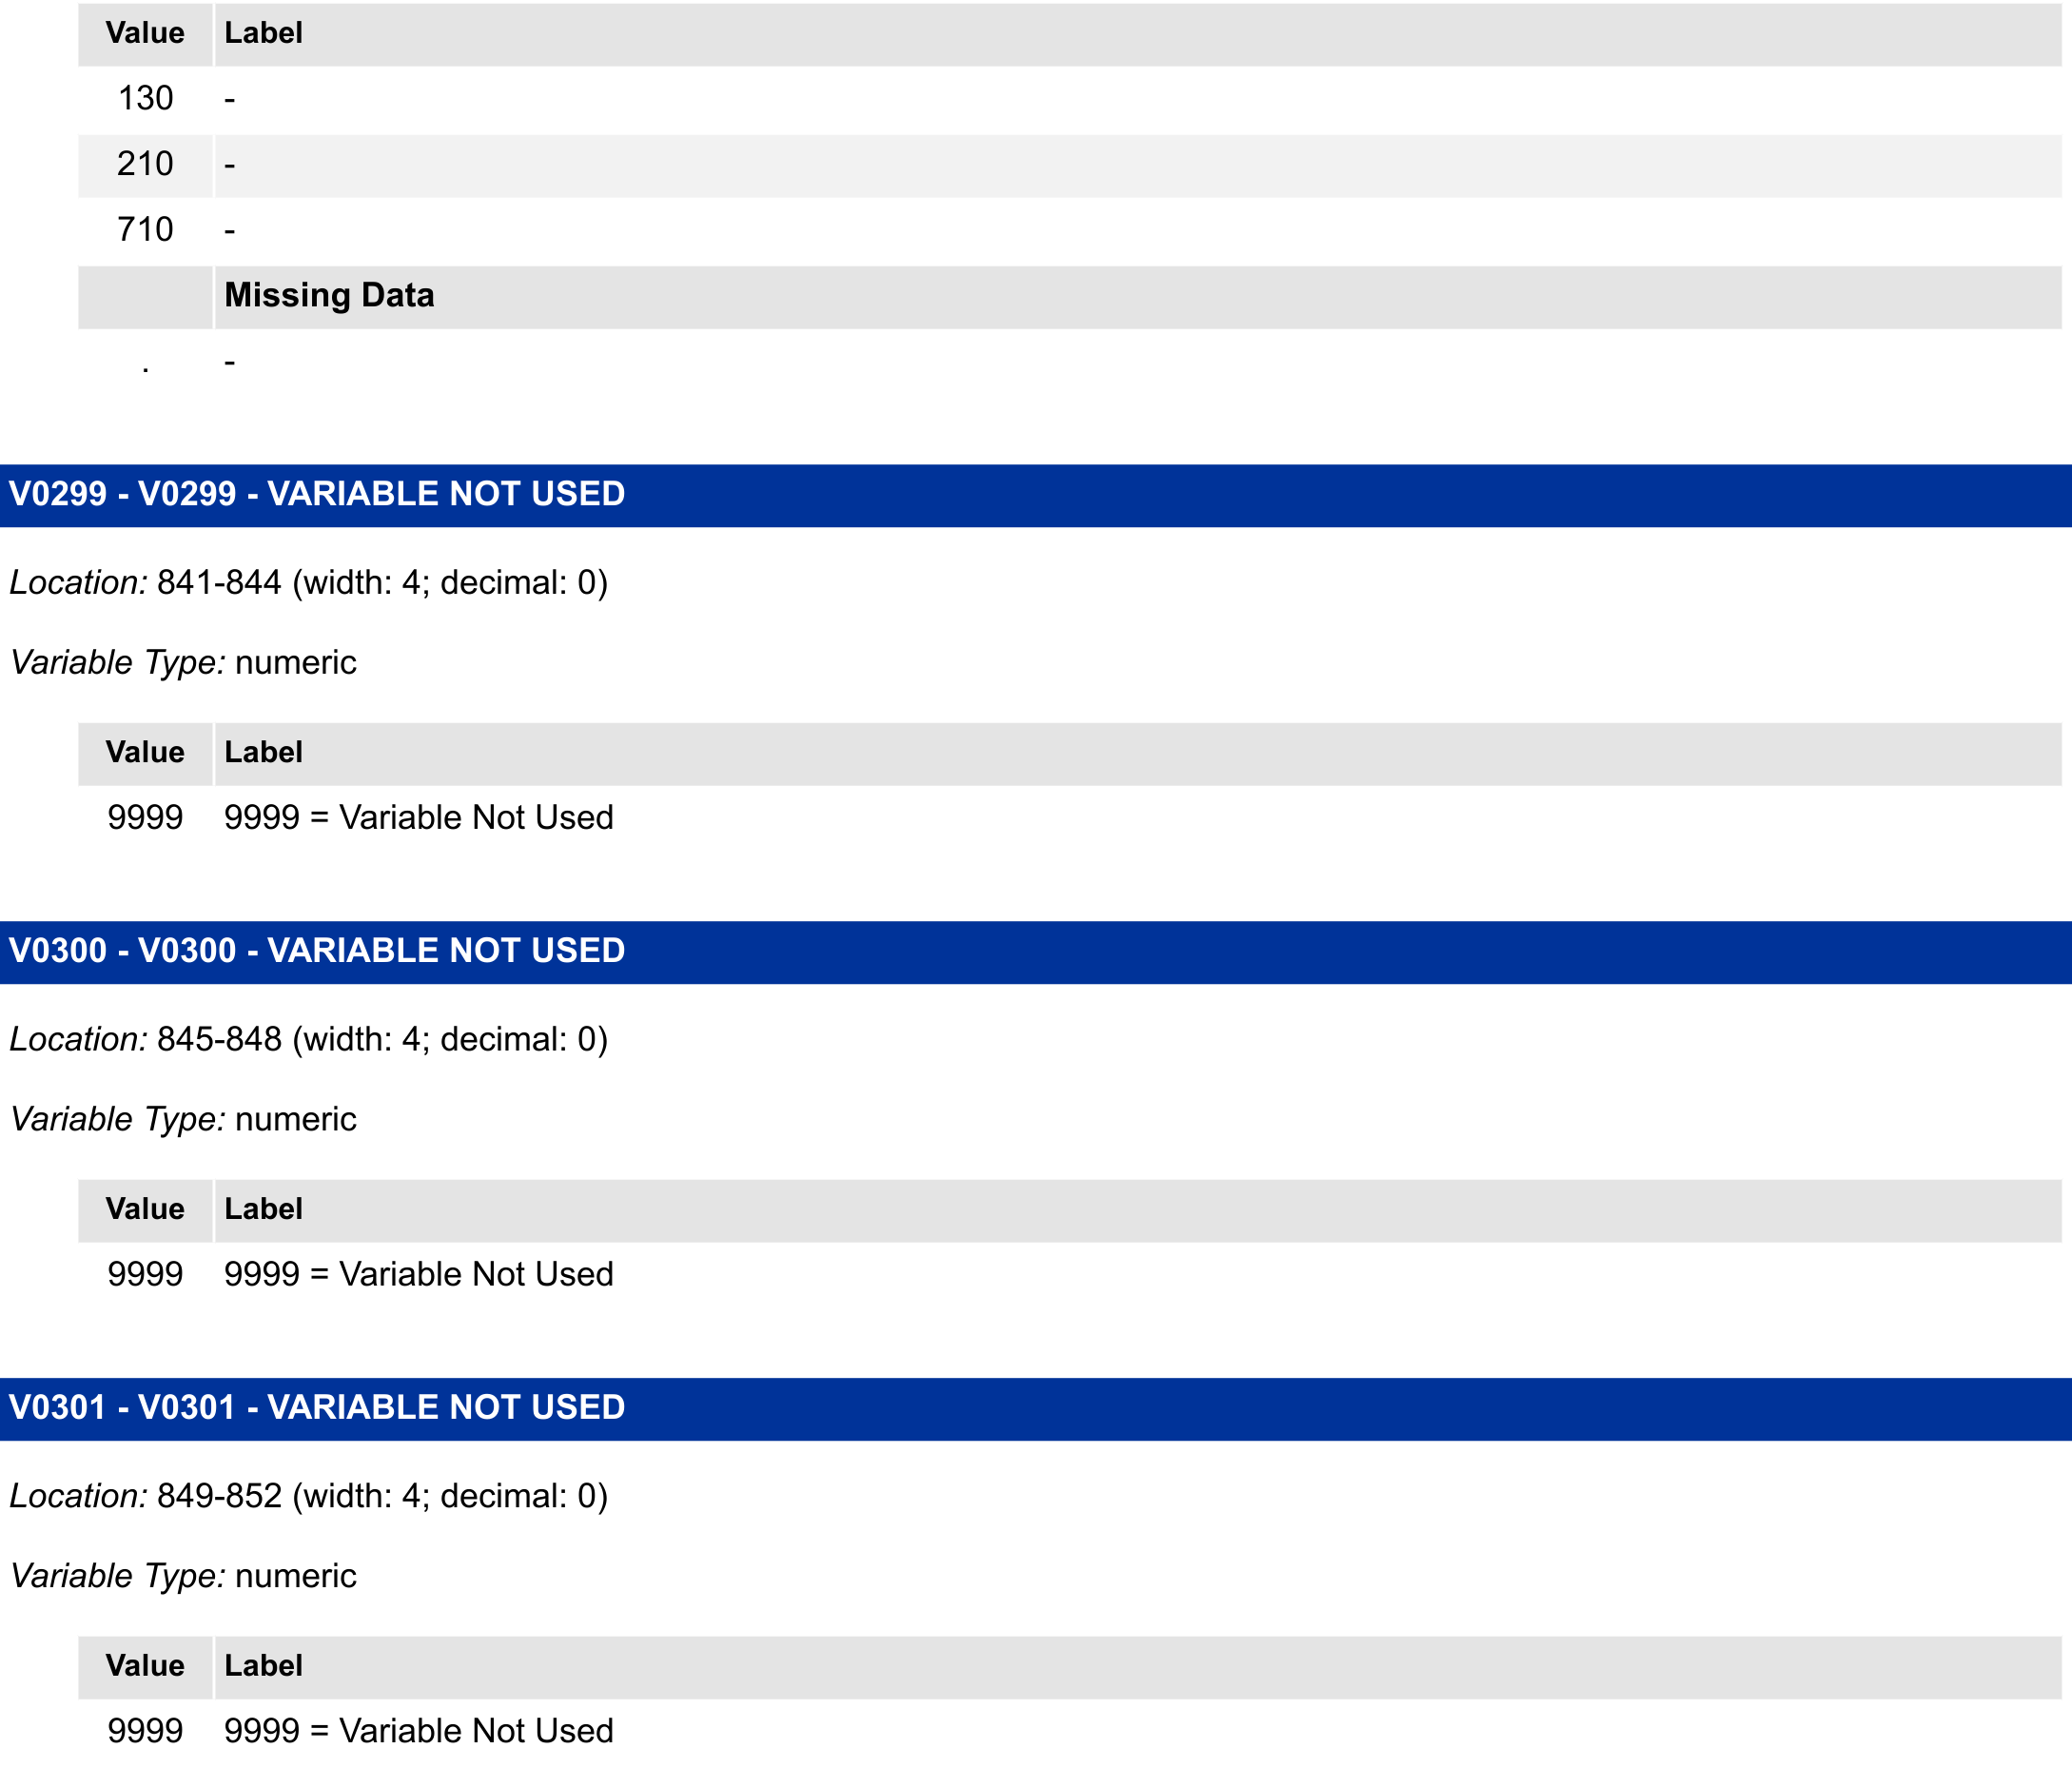 Value Label
130 -
210 -
710 -
Missing Data
. -
V0299 - V0299 - VARIABLE NOT USED
Location: 841-844 (width: 4; decimal: 0)
Variable Type: numeric
Value Label
9999 9999 = Variable Not Used
V0300 - V0300 - VARIABLE NOT USED
Location: 845-848 (width: 4; decimal: 0)
Variable Type: numeric
Value Label
9999 9999 = Variable Not Used
V0301 - V0301 - VARIABLE NOT USED
Location: 849-852 (width: 4; decimal: 0)
Variable Type: numeric
Value Label
9999 9999 = Variable Not Used